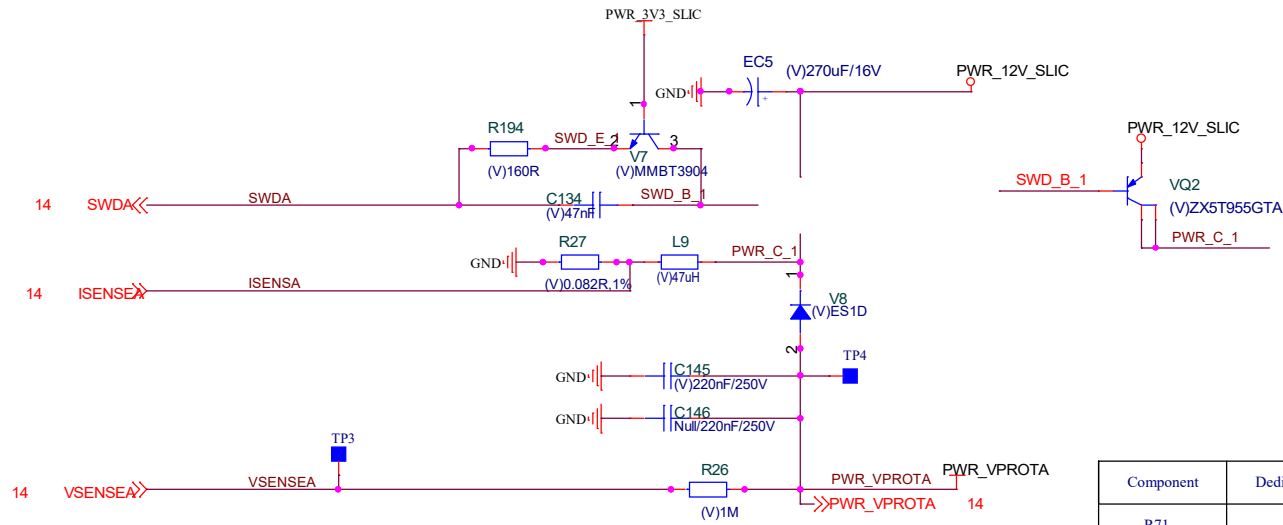 PWR_3V3_SLIC
EC5
(V)270uF/16V
PWR_12V_SLIC
GND
1
PWR_12V_SLIC
R194
SWD_E_1
2
3
V7
(V)160R
(V)MMBT3904
SWD_B_1
VQ2
14 SWDA
SWDA
C134
SWD_B_1
(V)47nF
(V)ZX5T955GTA
PWR_C_1
R27
L9
PWR_C_1
GND
1
(V)0.082R,1%
(V)47uH
14 ISENSEA
ISENSA
V8
(V)ES1D
2
TP4
GND
C145
(V)220nF/250V
GND
C146
Null/220nF/250V
TP3
R26
PWR_VPROTA
14 VSENSEA
VSENSEA
PWR_VPROTA
PWR_VPROTA 14
(V)1M
Component